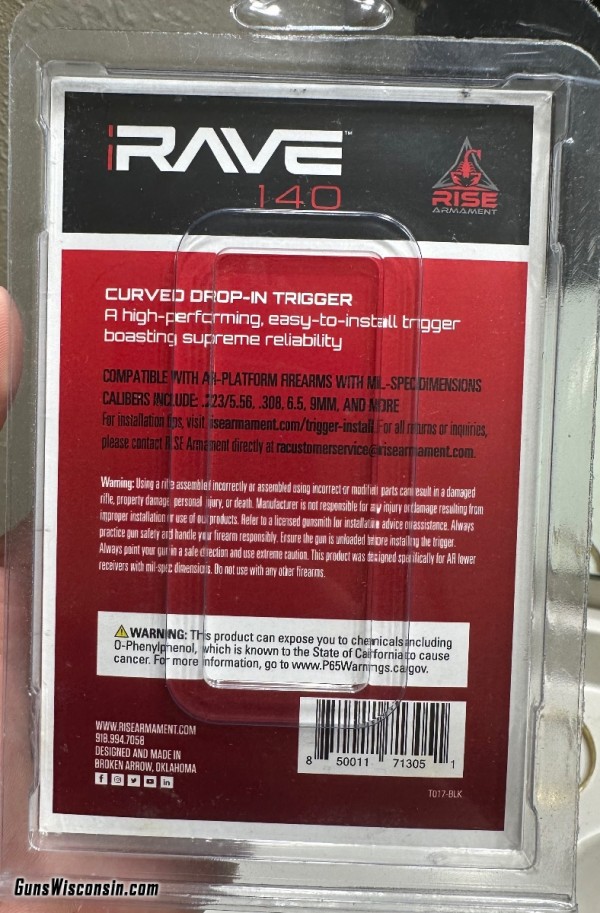 iRAVE™
140
RISE
ARMAMENT
CURVED DROP-IN TRIGGER
A high-performing, easy-to-install trigger
boasting supreme reliability
COMPATIBLE WITH AR-PLATFORM FIREARMS WITH MIL-SPEC DIMENSIONS
CALIBERS INCLUDE: .223/5.56, .308, 6.5, 9MM, AND MORE
For installation tips, visit risearmament.com/trigger-install. For all returns or inquiries,
please contact RISE Armament directly at racustomerservice@risearmament.com.
Warning: Using a rifle assembled incorrectly or assembled using incorrect or modified parts can result in a damaged
rifle, property damage, personal injury, or death. Manufacturer is not responsible for any injury or damage resulting from
improper installation or use of our products. Refer to a licensed gunsmith for installation advice or assistance. Always
practice gun safety and handle your firearm responsibly. Ensure the gun is unloaded before installing the trigger.
Always point your gun in a safe direction and use extreme caution. This product was designed specifically for AR lower
receivers with mil-spec dimensions. Do not use with any other firearms.
WARNING: This product can expose you to chemicals including
O-Phenylphenol, which is known to the State of California to cause
cancer. For more information, go to www.P65Warnings.ca.gov.
WWW.RISEARMAMENT.COM
918.994.7058
DESIGNED AND MADE IN
BROKEN ARROW, OKLAHOMA
8 50011 71305 1
T017-BLK
GunsWisconsin.com